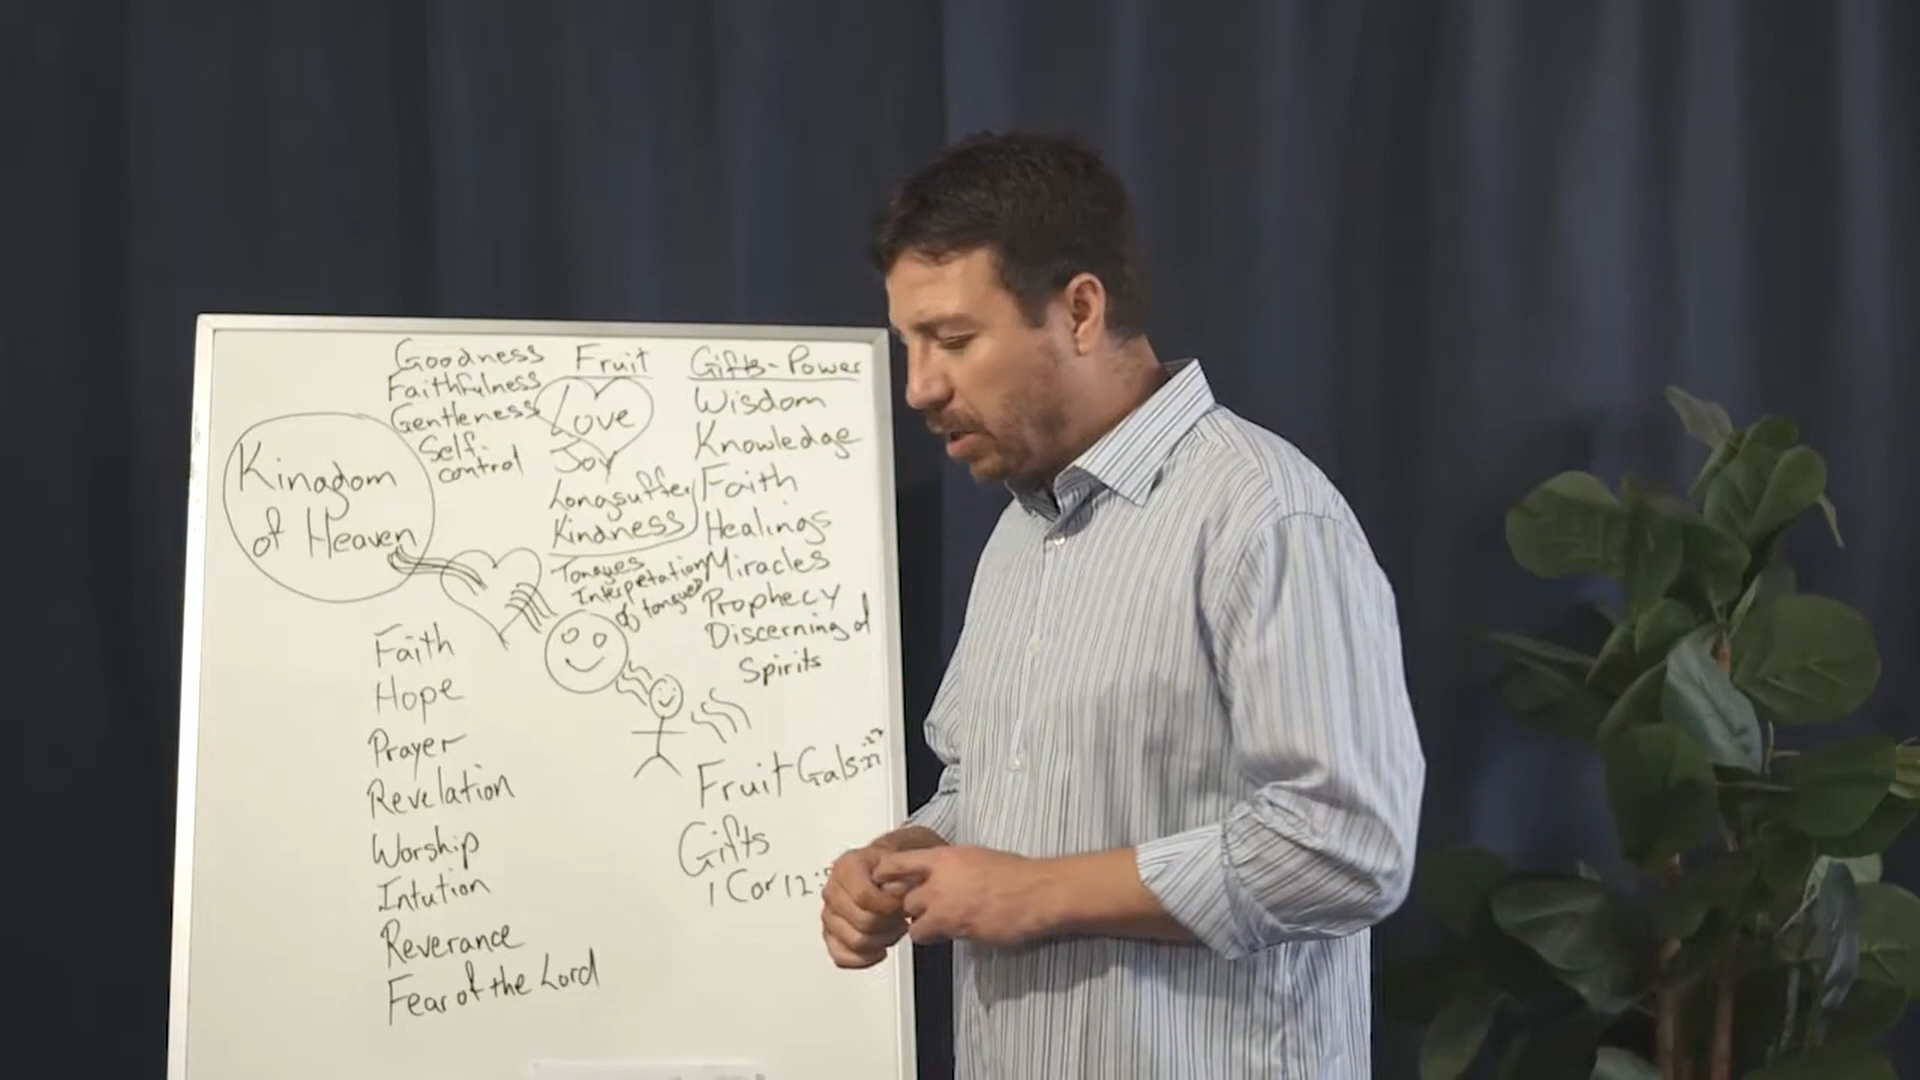 Goodness
Faithfulness
Gentleness
Self-
control
Fruit
Love
Joy
Longsuffer
Kindness
Tongues
Interpretation
of tongues
Gifts - Power
Wisdom
Knowledge
Faith
Healings
Miracles
Prophecy
Discerning of
Spirits
Kingdom
of Heaven
Faith
Hope
Prayer
Revelation
Worship
Intution
Reverance
Fear of the Lord
Fruit Gal
Gifts
1 Cor 12: